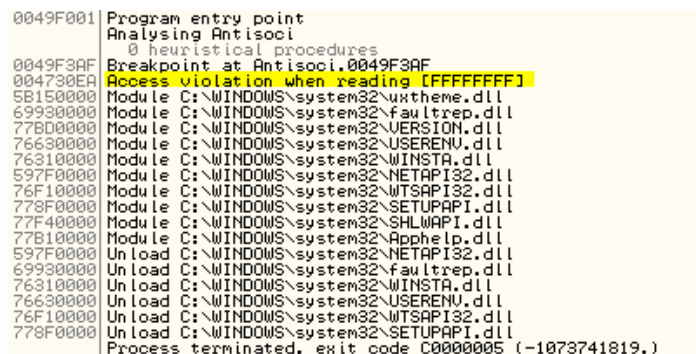 0049F001 Program entry point
Analysing Antisoci
0 heuristical procedures
0049F3AF Breakpoint at Antisoci.0049F3AF
004730EA Access violation when reading [FFFFFFFF]
5B150000 Module C:\WINDOWS\system32\uxtheme.dll
69930000 Module C:\WINDOWS\system32\faultrep.dll
77BD0000 Module C:\WINDOWS\system32\VERSION.dll
76630000 Module C:\WINDOWS\system32\USERENV.dll
76310000 Module C:\WINDOWS\system32\WINSTA.dll
597F0000 Module C:\WINDOWS\system32\NETAPI32.dll
76F10000 Module C:\WINDOWS\system32\WTSAPI32.dll
778F0000 Module C:\WINDOWS\system32\SETUPAPI.dll
77F40000 Module C:\WINDOWS\system32\SHLWAPI.dll
77B10000 Module C:\WINDOWS\system32\Apphelp.dll
597F0000 Unload C:\WINDOWS\system32\NETAPI32.dll
69930000 Unload C:\WINDOWS\system32\faultrep.dll
76310000 Unload C:\WINDOWS\system32\WINSTA.dll
76630000 Unload C:\WINDOWS\system32\USERENV.dll
76F10000 Unload C:\WINDOWS\system32\WTSAPI32.dll
778F0000 Unload C:\WINDOWS\system32\SETUPAPI.dll
Process terminated, exit code C0000005 (-1073741819.)